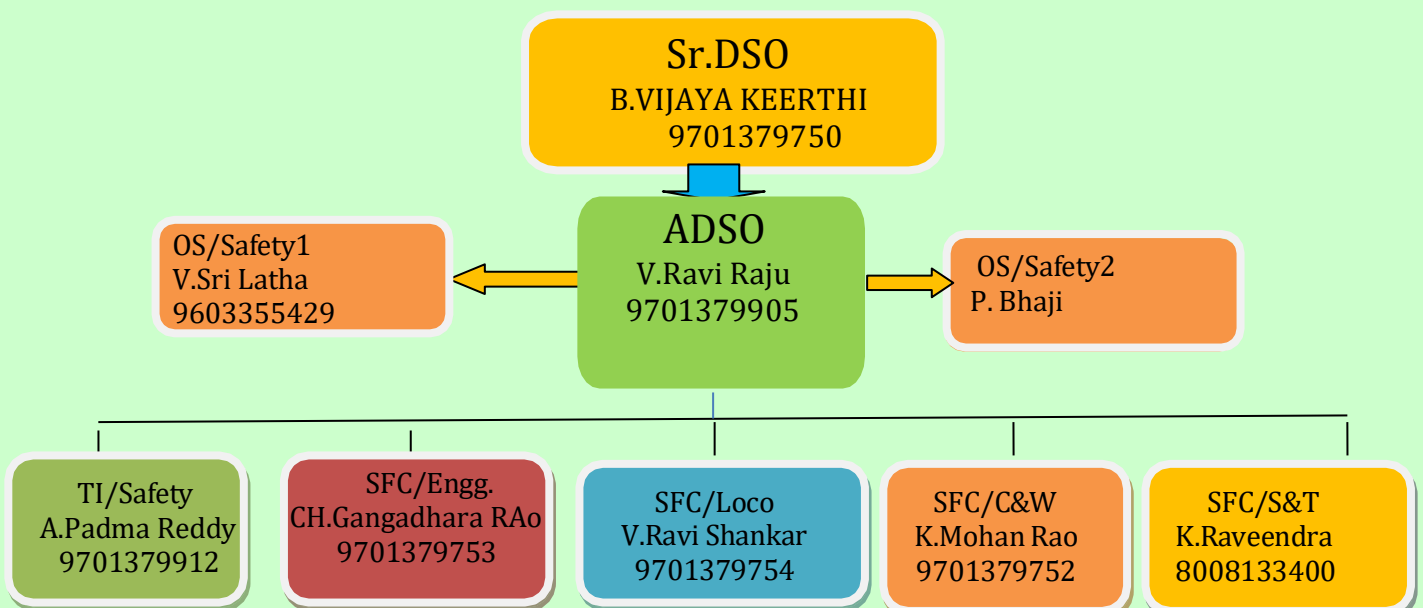 Sr.DSO
B.VIJAYA KEERTHI
9701379750
OS/Safety1
V.Sri Latha
9603355429
ADSO
V.Ravi Raju
9701379905
OS/Safety2
P. Bhaji
TI/Safety
A.Padma Reddy
9701379912
SFC/Engg.
CH.Gangadhara RAo
9701379753
SFC/Loco
V.Ravi Shankar
9701379754
SFC/C&W
K.Mohan Rao
9701379752
SFC/S&T
K.Raveendra
8008133400